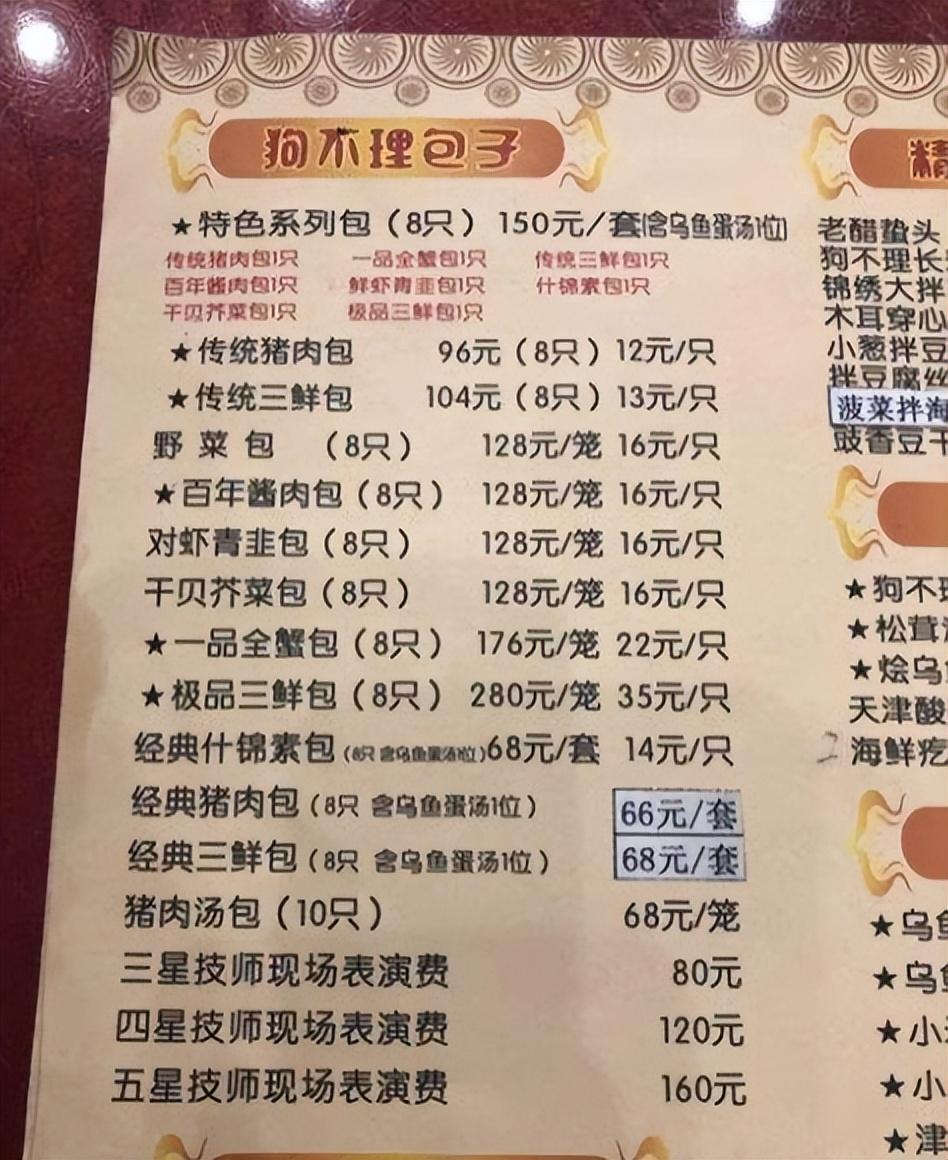 狗不理包子
★特色系列包（8只） 150元/套(含乌鱼蛋汤1位)
传统猪肉包1只 一品全蟹包1只 传统三鲜包1只
百年酱肉包1只 鲜虾青韭包1只 什锦素包1只
干贝芥菜包1只 极品三鲜包1只
★传统猪肉包 96元（8只）12元/只
★传统三鲜包 104元（8只）13元/只
野菜包 （8只） 128元/笼 16元/只
★百年酱肉包（8只） 128元/笼 16元/只
对虾青韭包（8只） 128元/笼 16元/只
干贝芥菜包（8只） 128元/笼 16元/只
★一品全蟹包（8只） 176元/笼 22元/只
★极品三鲜包（8只） 280元/笼 35元/只
经典什锦素包(8只 含乌鱼蛋汤1位)68元/套 14元/只
经典猪肉包(8只 含乌鱼蛋汤1位) 66元/套
经典三鲜包(8只 含乌鱼蛋汤1位) 68元/套
猪肉汤包（10只） 68元/笼
三星技师现场表演费 80元
四星技师现场表演费 120元
五星技师现场表演费 160元
精
老醋蛰头
狗不理长
锦绣大拌
木耳穿心
小葱拌豆
拌豆腐丝
菠菜拌海
豉香豆干
★狗不理
★松茸
★烩乌
天津酸
2 海鲜疙
★乌鱼
★乌鱼
★小
★小
★津